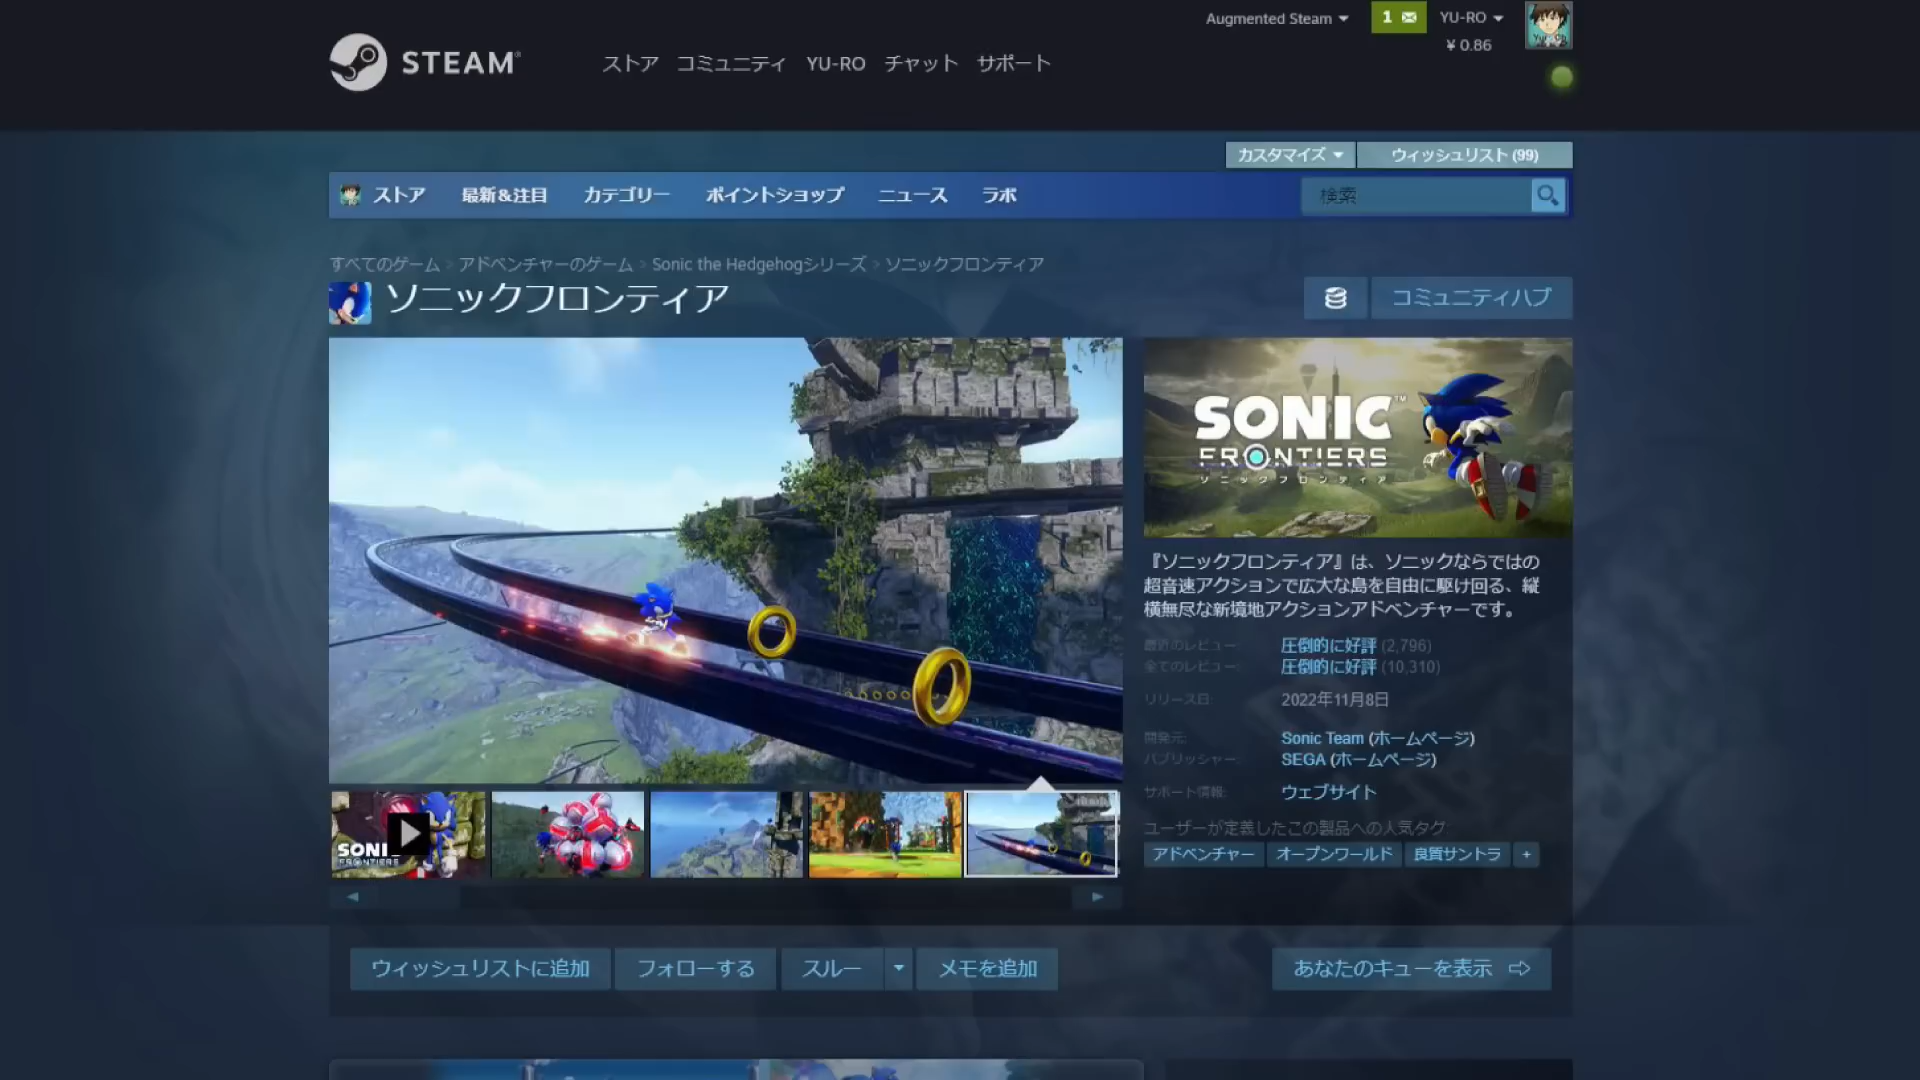 Augmented Steam
1
YU-RO
¥ 0.86
STEAM
ストア コミュニティ YU-RO チャット サポート
カスタマイズ
ウィッシュリスト (99)
ストア 最新&注目 カテゴリー ポイントショップ ニュース ラボ
検索
すべてのゲーム > アドベンチャーのゲーム > Sonic the Hedgehogシリーズ > ソニックフロンティア
ソニックフロンティア
コミュニティハブ
SONIC™
FRONTIERS
ソニックフロンティア
『ソニックフロンティア』は、ソニックならではの
超音速アクションで広大な島を自由に駆け回る、縦
横無尽な新境地アクションアドベンチャーです。
最近のレビュー: 圧倒的に好評 (2,796)
全てのレビュー: 圧倒的に好評 (10,310)
リリース日: 2022年11月8日
開発元: Sonic Team (ホームページ)
パブリッシャー: SEGA (ホームページ)
サポート情報: ウェブサイト
ユーザーが定義したこの製品への人気タグ:
アドベンチャー オープンワールド 良質サントラ +
SONIC
FRONTIERS
ウィッシュリストに追加 フォローする スルー メモを追加 あなたのキューを表示